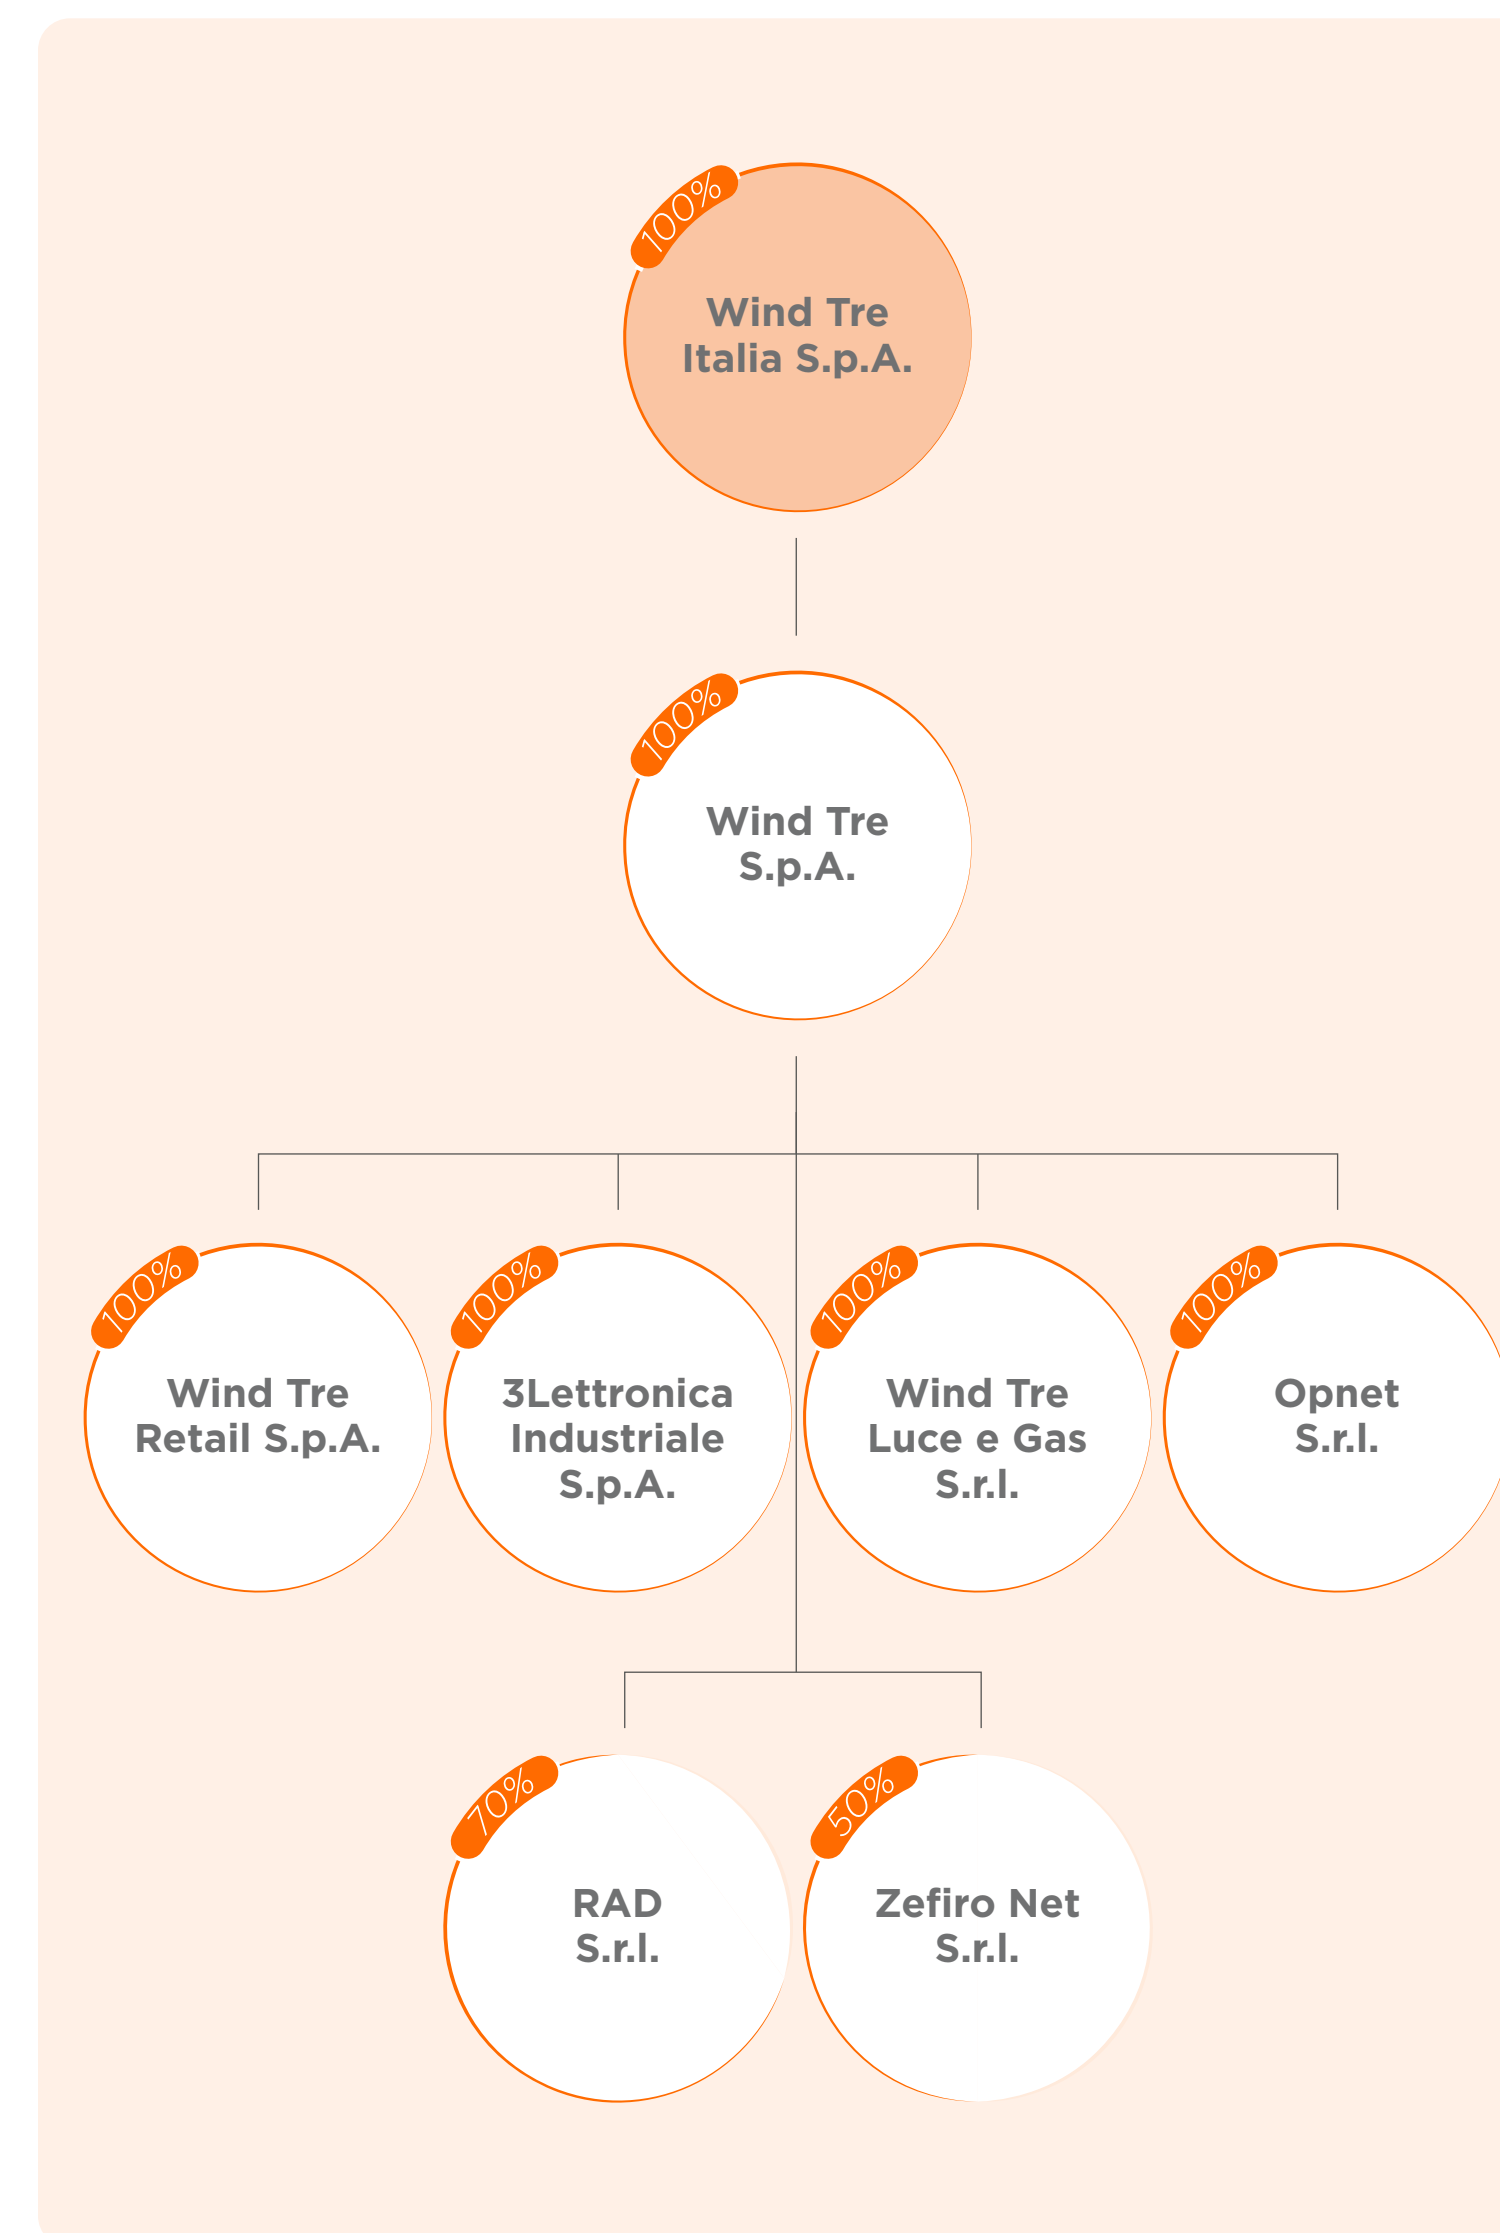 100%
Wind Tre
Italia S.p.A.
100%
Wind Tre
S.p.A.
100%
Wind Tre
Retail S.p.A.
100%
3Lettronica
Industriale
S.p.A.
100%
Wind Tre
Luce e Gas
S.r.l.
100%
Opnet
S.r.l.
70%
RAD
S.r.l.
50%
Zefiro Net
S.r.l.